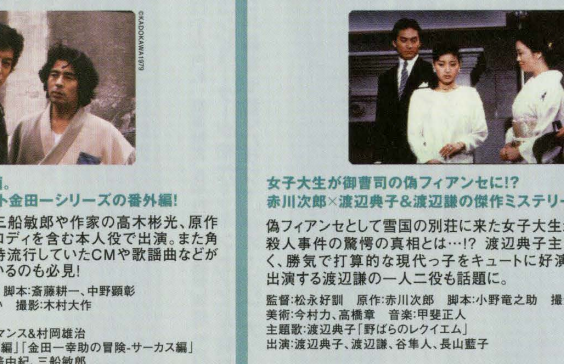 ©KADOKAWA1979
画。
ト金田一シリーズの番外編!
三船敏郎や作家の高木彬光、原作
ロディを含む本人役で出演。また角
時流行していたCMや歌謡曲などが
いるのも必見!
脚本:斎藤耕一、中野顕彰
い 撮影:木村大作
マンス&村岡雄治
編」「金田一幸助の冒険-サーカス編」
美由紀、三船敏郎
女子大生が御曹司の偽フィアンセに!?
赤川次郎×渡辺典子&渡辺謙の傑作ミステリー
偽フィアンセとして雪国の別荘に来た女子大生
殺人事件の驚愕の真相とは…!? 渡辺典子主
く、勝気で打算的な現代っ子をキュートに好演
出演する渡辺謙の一人二役も話題に。
監督:松永好訓 原作:赤川次郎 脚本:小野竜之助 撮
美術:今村力、高橋章 音楽:甲斐正人
主題歌:渡辺典子「野ばらのレクイエム」
出演:渡辺典子、渡辺謙、谷隼人、長山藍子